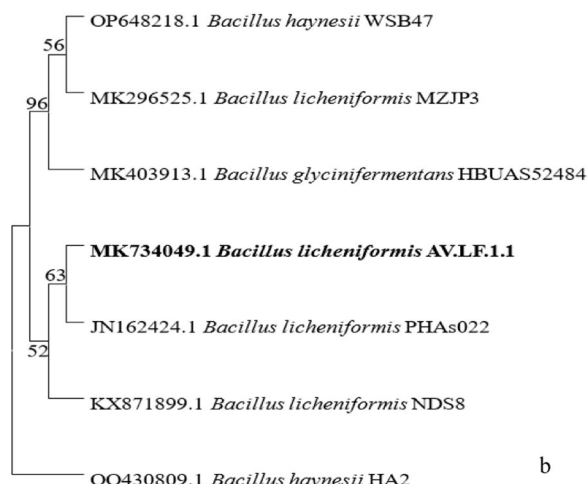 OP648218.1 Bacillus haynesii WSB47
56
MK296525.1 Bacillus licheniformis MZJP3
96
MK403913.1 Bacillus glycinifermentans HBUAS52484
MK734049.1 Bacillus licheniformis AV.LF.1.1
63
JN162424.1 Bacillus licheniformis PHAs022
52
KX871899.1 Bacillus licheniformis NDS8
OQ430809.1 Bacillus haynesii HA2
b